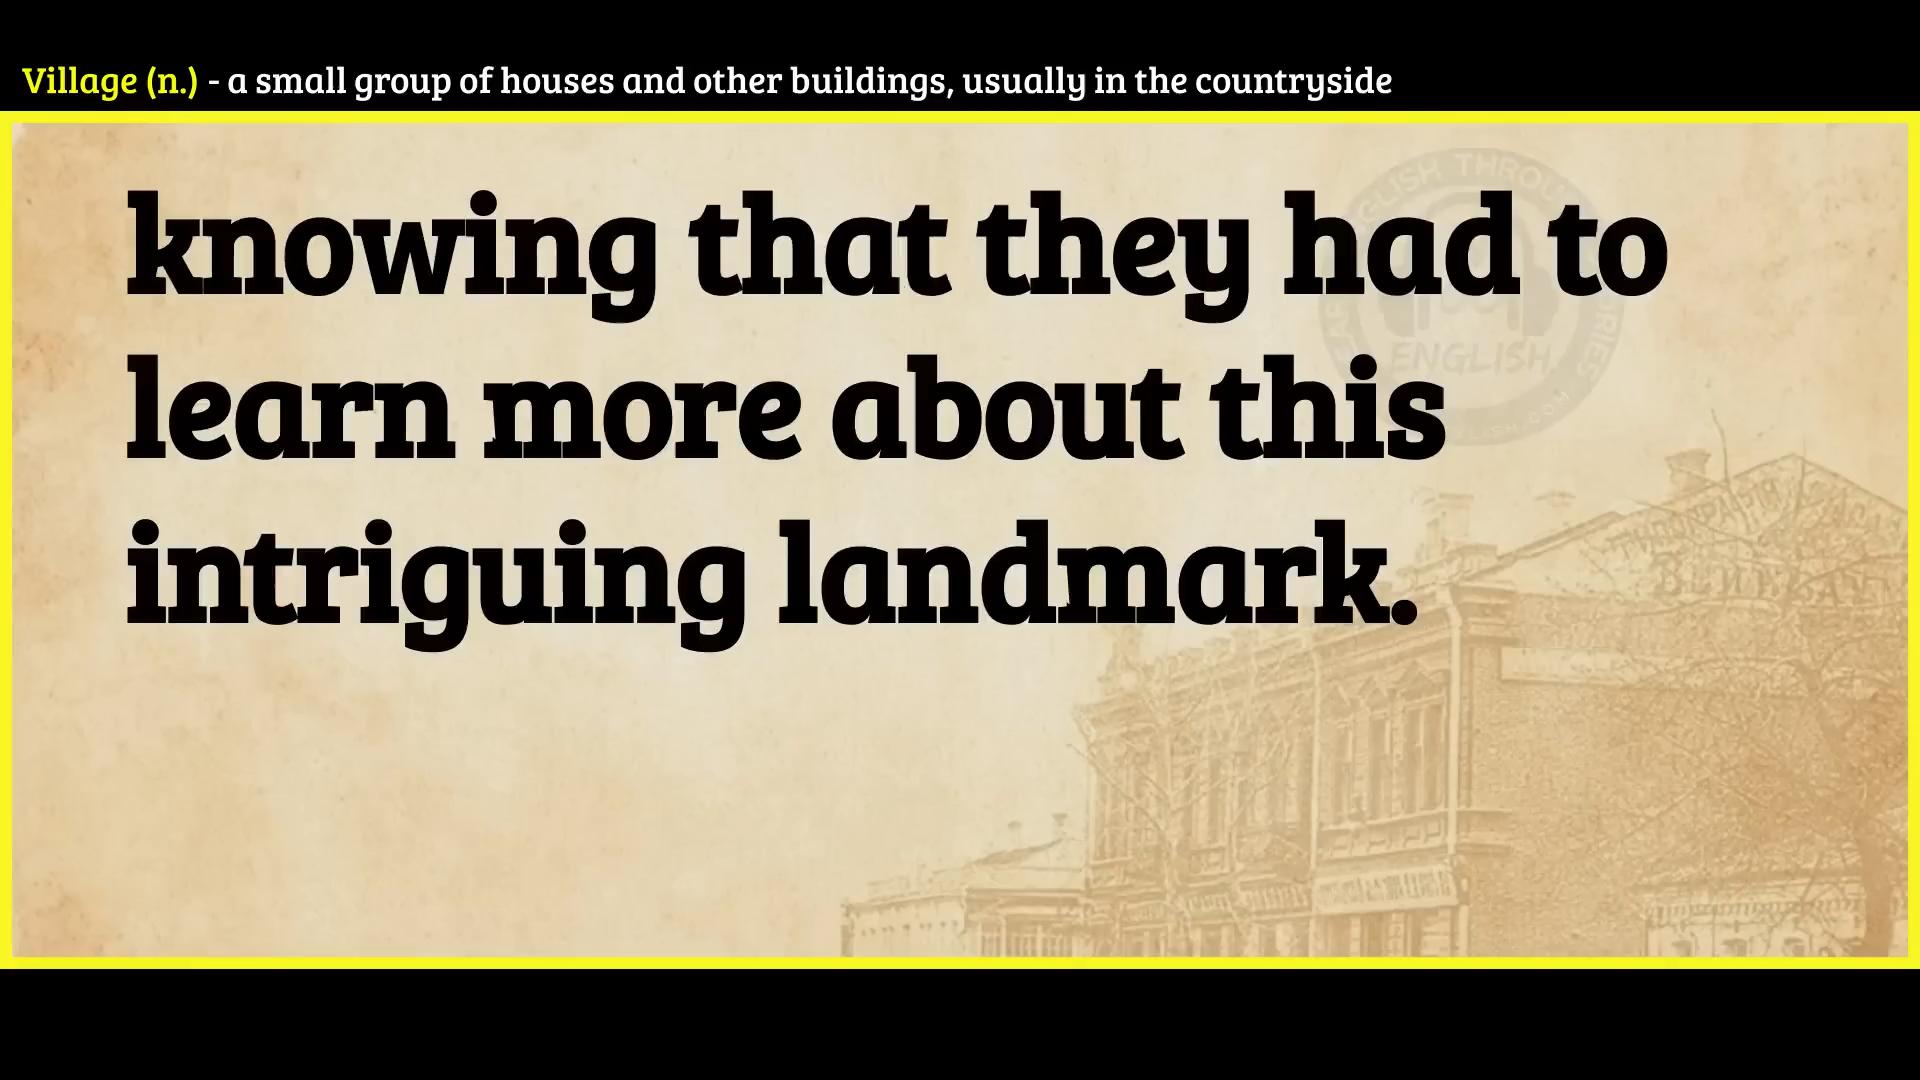 Village (n.) - a small group of houses and other buildings, usually in the countryside
knowing that they had to
learn more about this
intriguing landmark.
ENGLISH